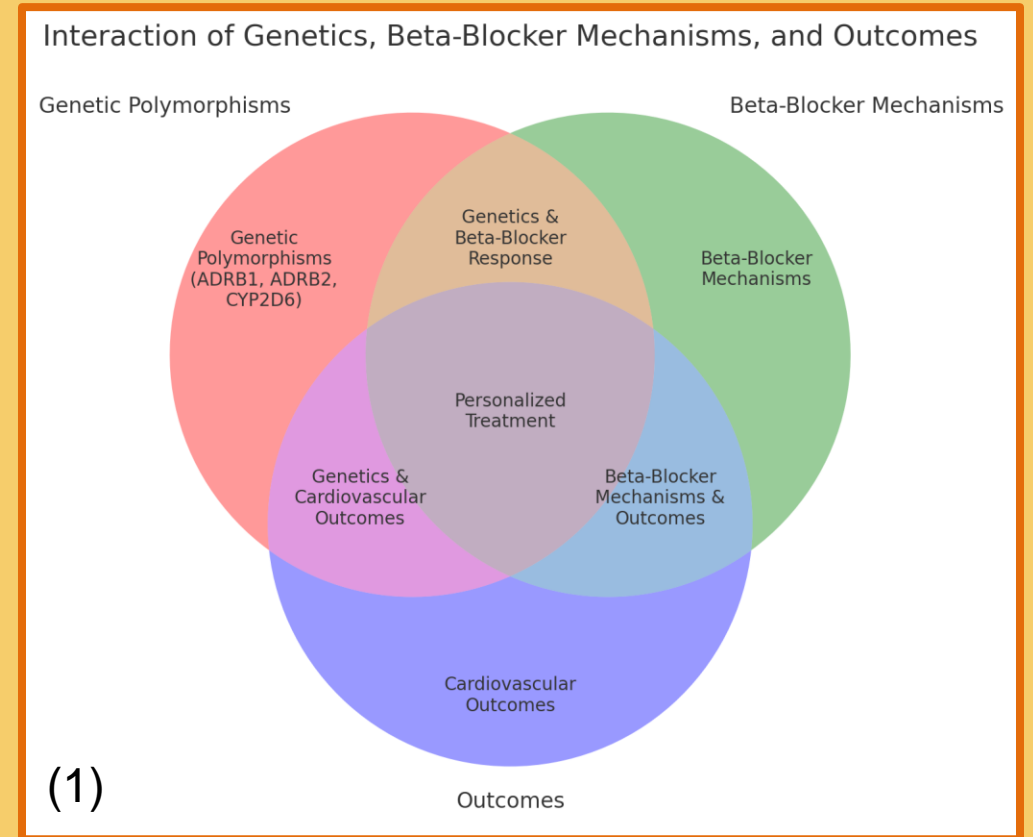 Interaction of Genetics, Beta-Blocker Mechanisms, and Outcomes
Genetic Polymorphisms
Beta-Blocker Mechanisms
Genetics &
Beta-Blocker
Response
Genetic
Polymorphisms
(ADRB1, ADRB2,
CYP2D6)
Beta-Blocker
Mechanisms
Personalized
Treatment
Genetics &
Cardiovascular
Outcomes
Beta-Blocker
Mechanisms &
Outcomes
Cardiovascular
Outcomes
(1)
Outcomes